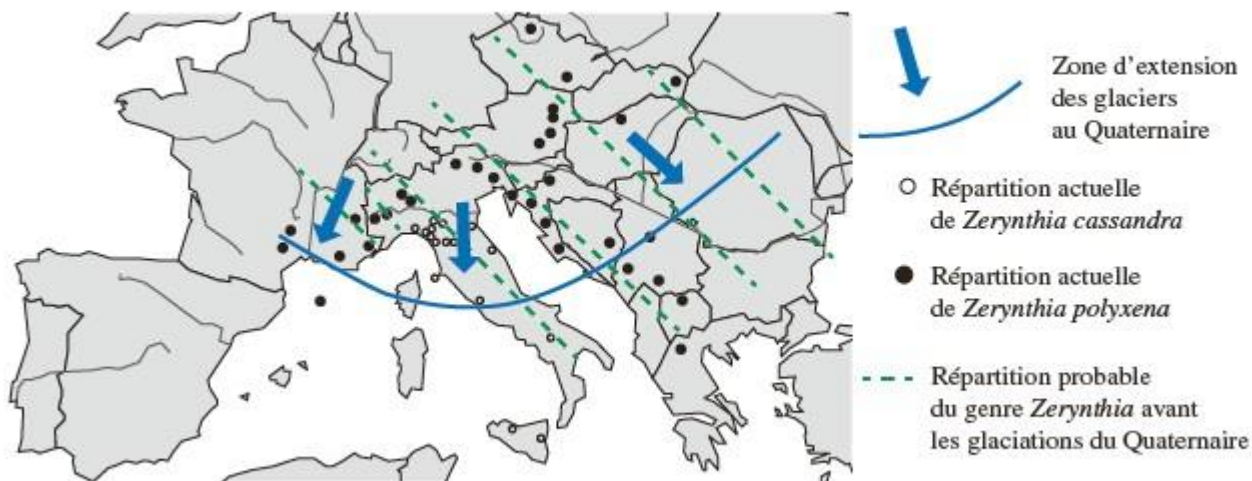 Zone d’extension
des glaciers
au Quaternaire
Répartition actuelle
de Zerynthia cassandra
Répartition actuelle
de Zerynthia polyxena
Répartition probable
du genre Zerynthia avant
les glaciations du Quaternaire